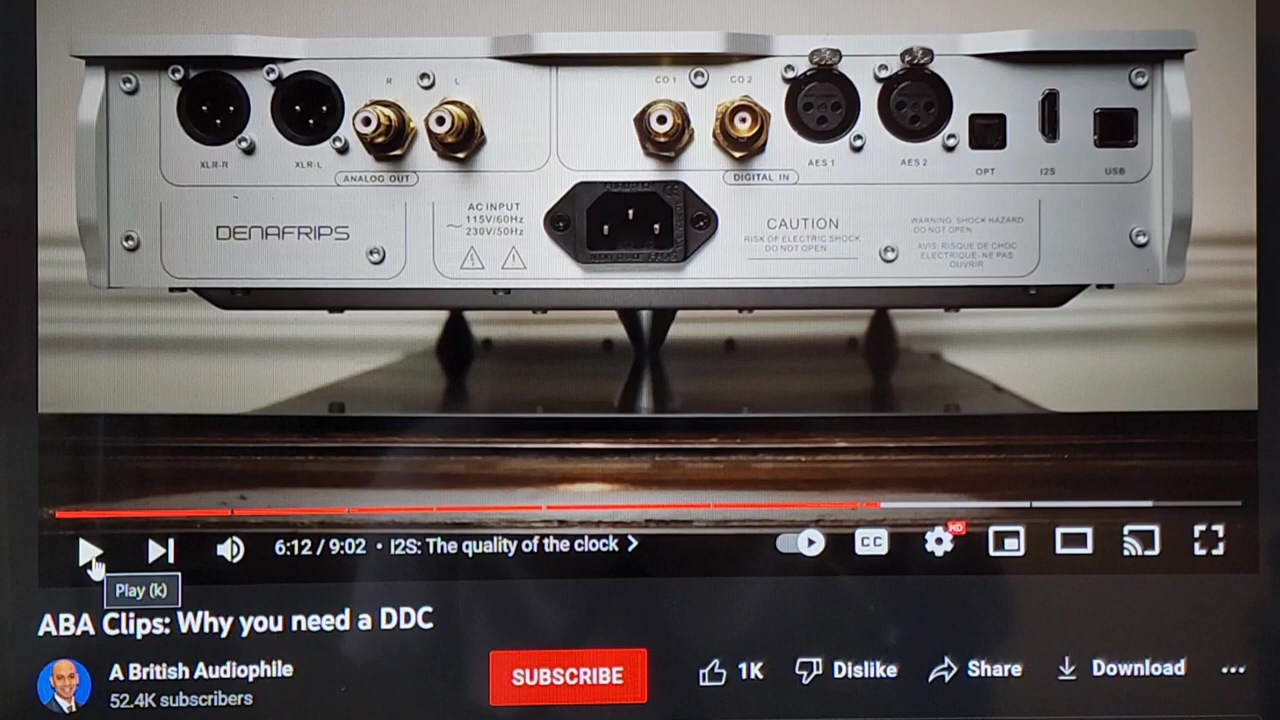 R L CO 1 CO 2
XLR-R XLR-L AES 1 AES 2 OPT I2S USB
ANALOG OUT DIGITAL IN
DENAFRIPS
AC INPUT
115V/60Hz
~ 230V/50Hz
CAUTION
RISK OF ELECTRIC SHOCK
DO NOT OPEN
WARNING: SHOCK HAZARD
DO NOT OPEN
AVIS: RISQUE DE CHOC
ELECTRIQUE-NE PAS
OUVRIR
6:12 / 9:02 • I2S: The quality of the clock
CC
HD
Play (k)
ABA Clips: Why you need a DDC
A British Audiophile
52.4K subscribers
SUBSCRIBE
1K
Dislike
Share
Download